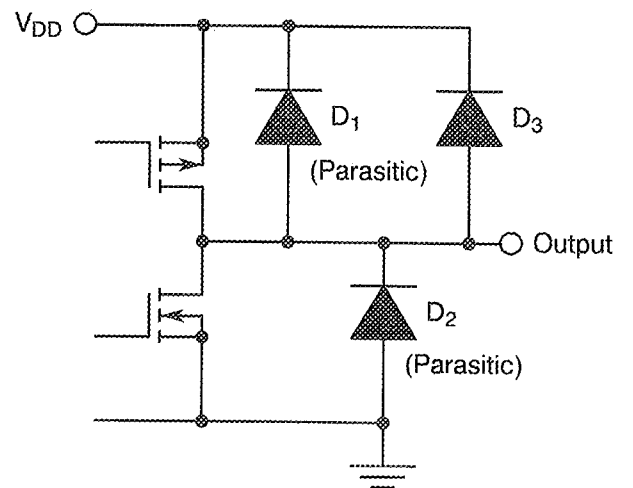 VDD
D1
(Parasitic)
D3
Output
D2
(Parasitic)